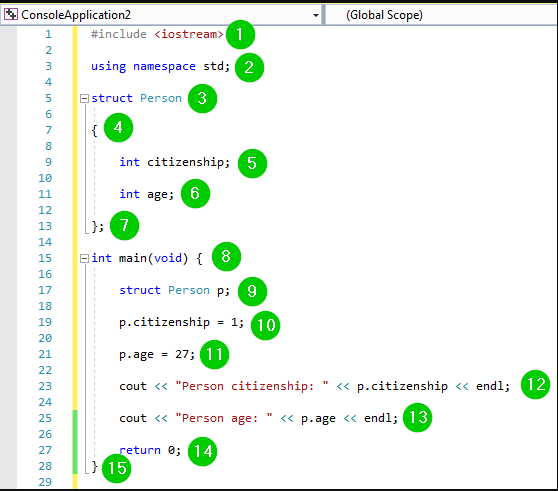 ConsoleApplication2 (Global Scope)
1 #include <iostream> 1
2
3 using namespace std; 2
4
5 struct Person 3
6
7 { 4
8
9 int citizenship; 5
10
11 int age; 6
12
13 }; 7
14
15 int main(void) { 8
16
17 struct Person p; 9
18
19 p.citizenship = 1; 10
20
21 p.age = 27; 11
22
23 cout << "Person citizenship: " << p.citizenship << endl; 12
24
25 cout << "Person age: " << p.age << endl; 13
26
27 return 0; 14
28 } 15
29